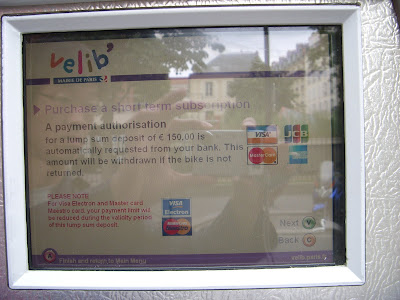 velib'
MAIRIE DE PARIS
Purchase a short term subscription
A payment authorisation
for a lump sum deposit of € 150,00 is
automatically requested from your bank. This
amount will be withdrawn if the bike is not
returned.
VISA JCB
MasterCard
PLEASE NOTE
For Visa Electron and Master card
Maestro card, your payment limit will
be reduced during the validity period
of this lump sum deposit.
VISA
Electron
Next
Back
Finish and return to Main Menu
velib.paris